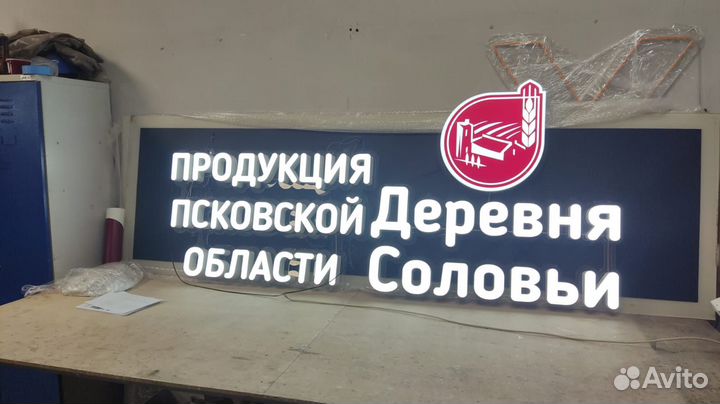 ПРОДУКЦИЯ
ПСКОВСКОЙ
ОБЛАСТИ
Деревня
Соловьи
Avito